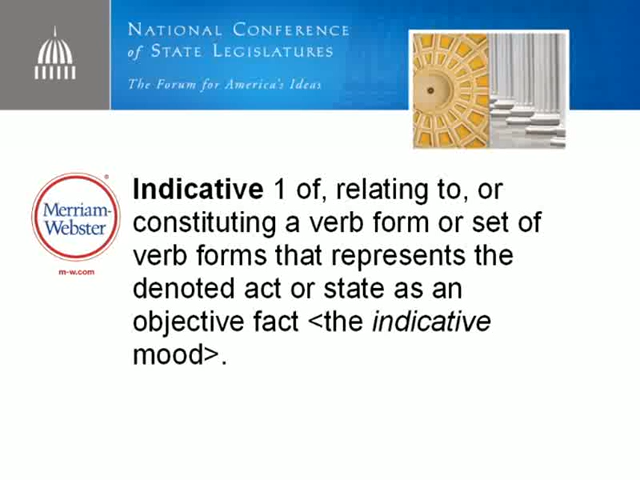 NATIONAL CONFERENCE
of STATE LEGISLATURES
The Forum for America's Ideas
Merriam-
Webster
®
m-w.com
Indicative 1 of, relating to, or
constituting a verb form or set of
verb forms that represents the
denoted act or state as an
objective fact <the indicative
mood>.